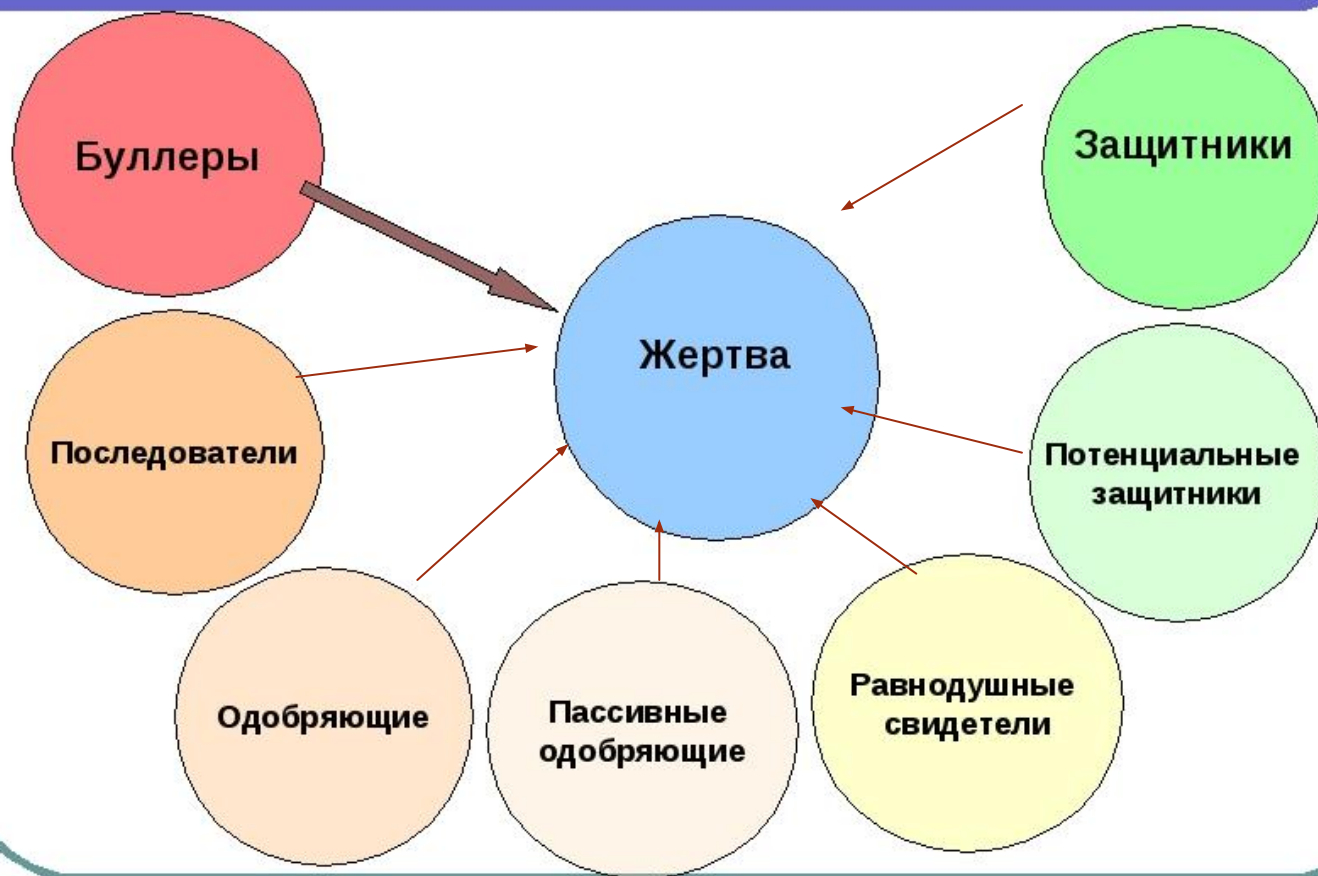 Буллеры
Защитники
Жертва
Последователи
Потенциальные
защитники
Одобряющие
Пассивные
одобряющие
Равнодушные
свидетели